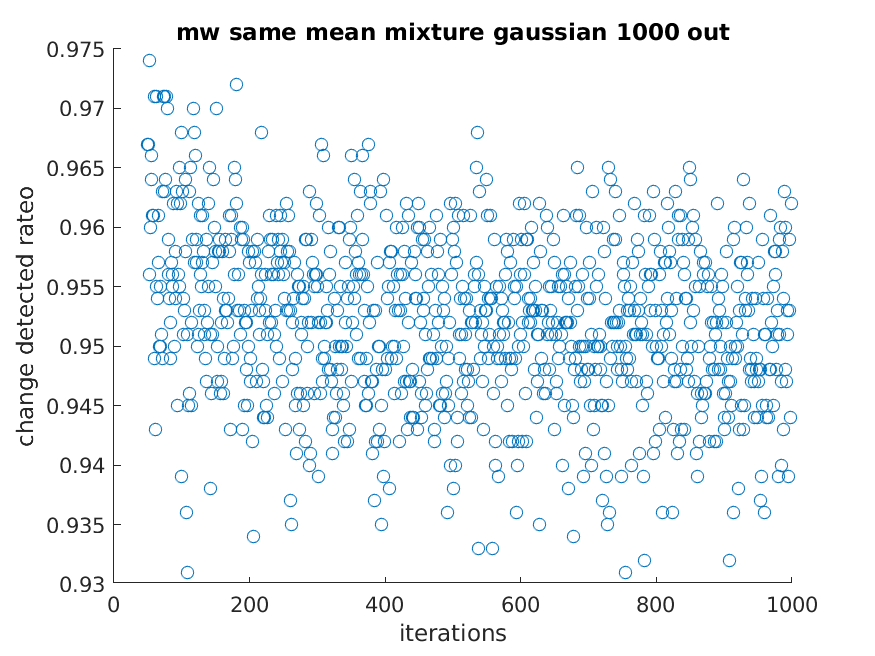 mw same mean mixture gaussian 1000 out
0.975
0.97
0.965
0.96
0.955
0.95
0.945
0.94
0.935
0.93
change detected rateo
0 200 400 600 800 1000
iterations